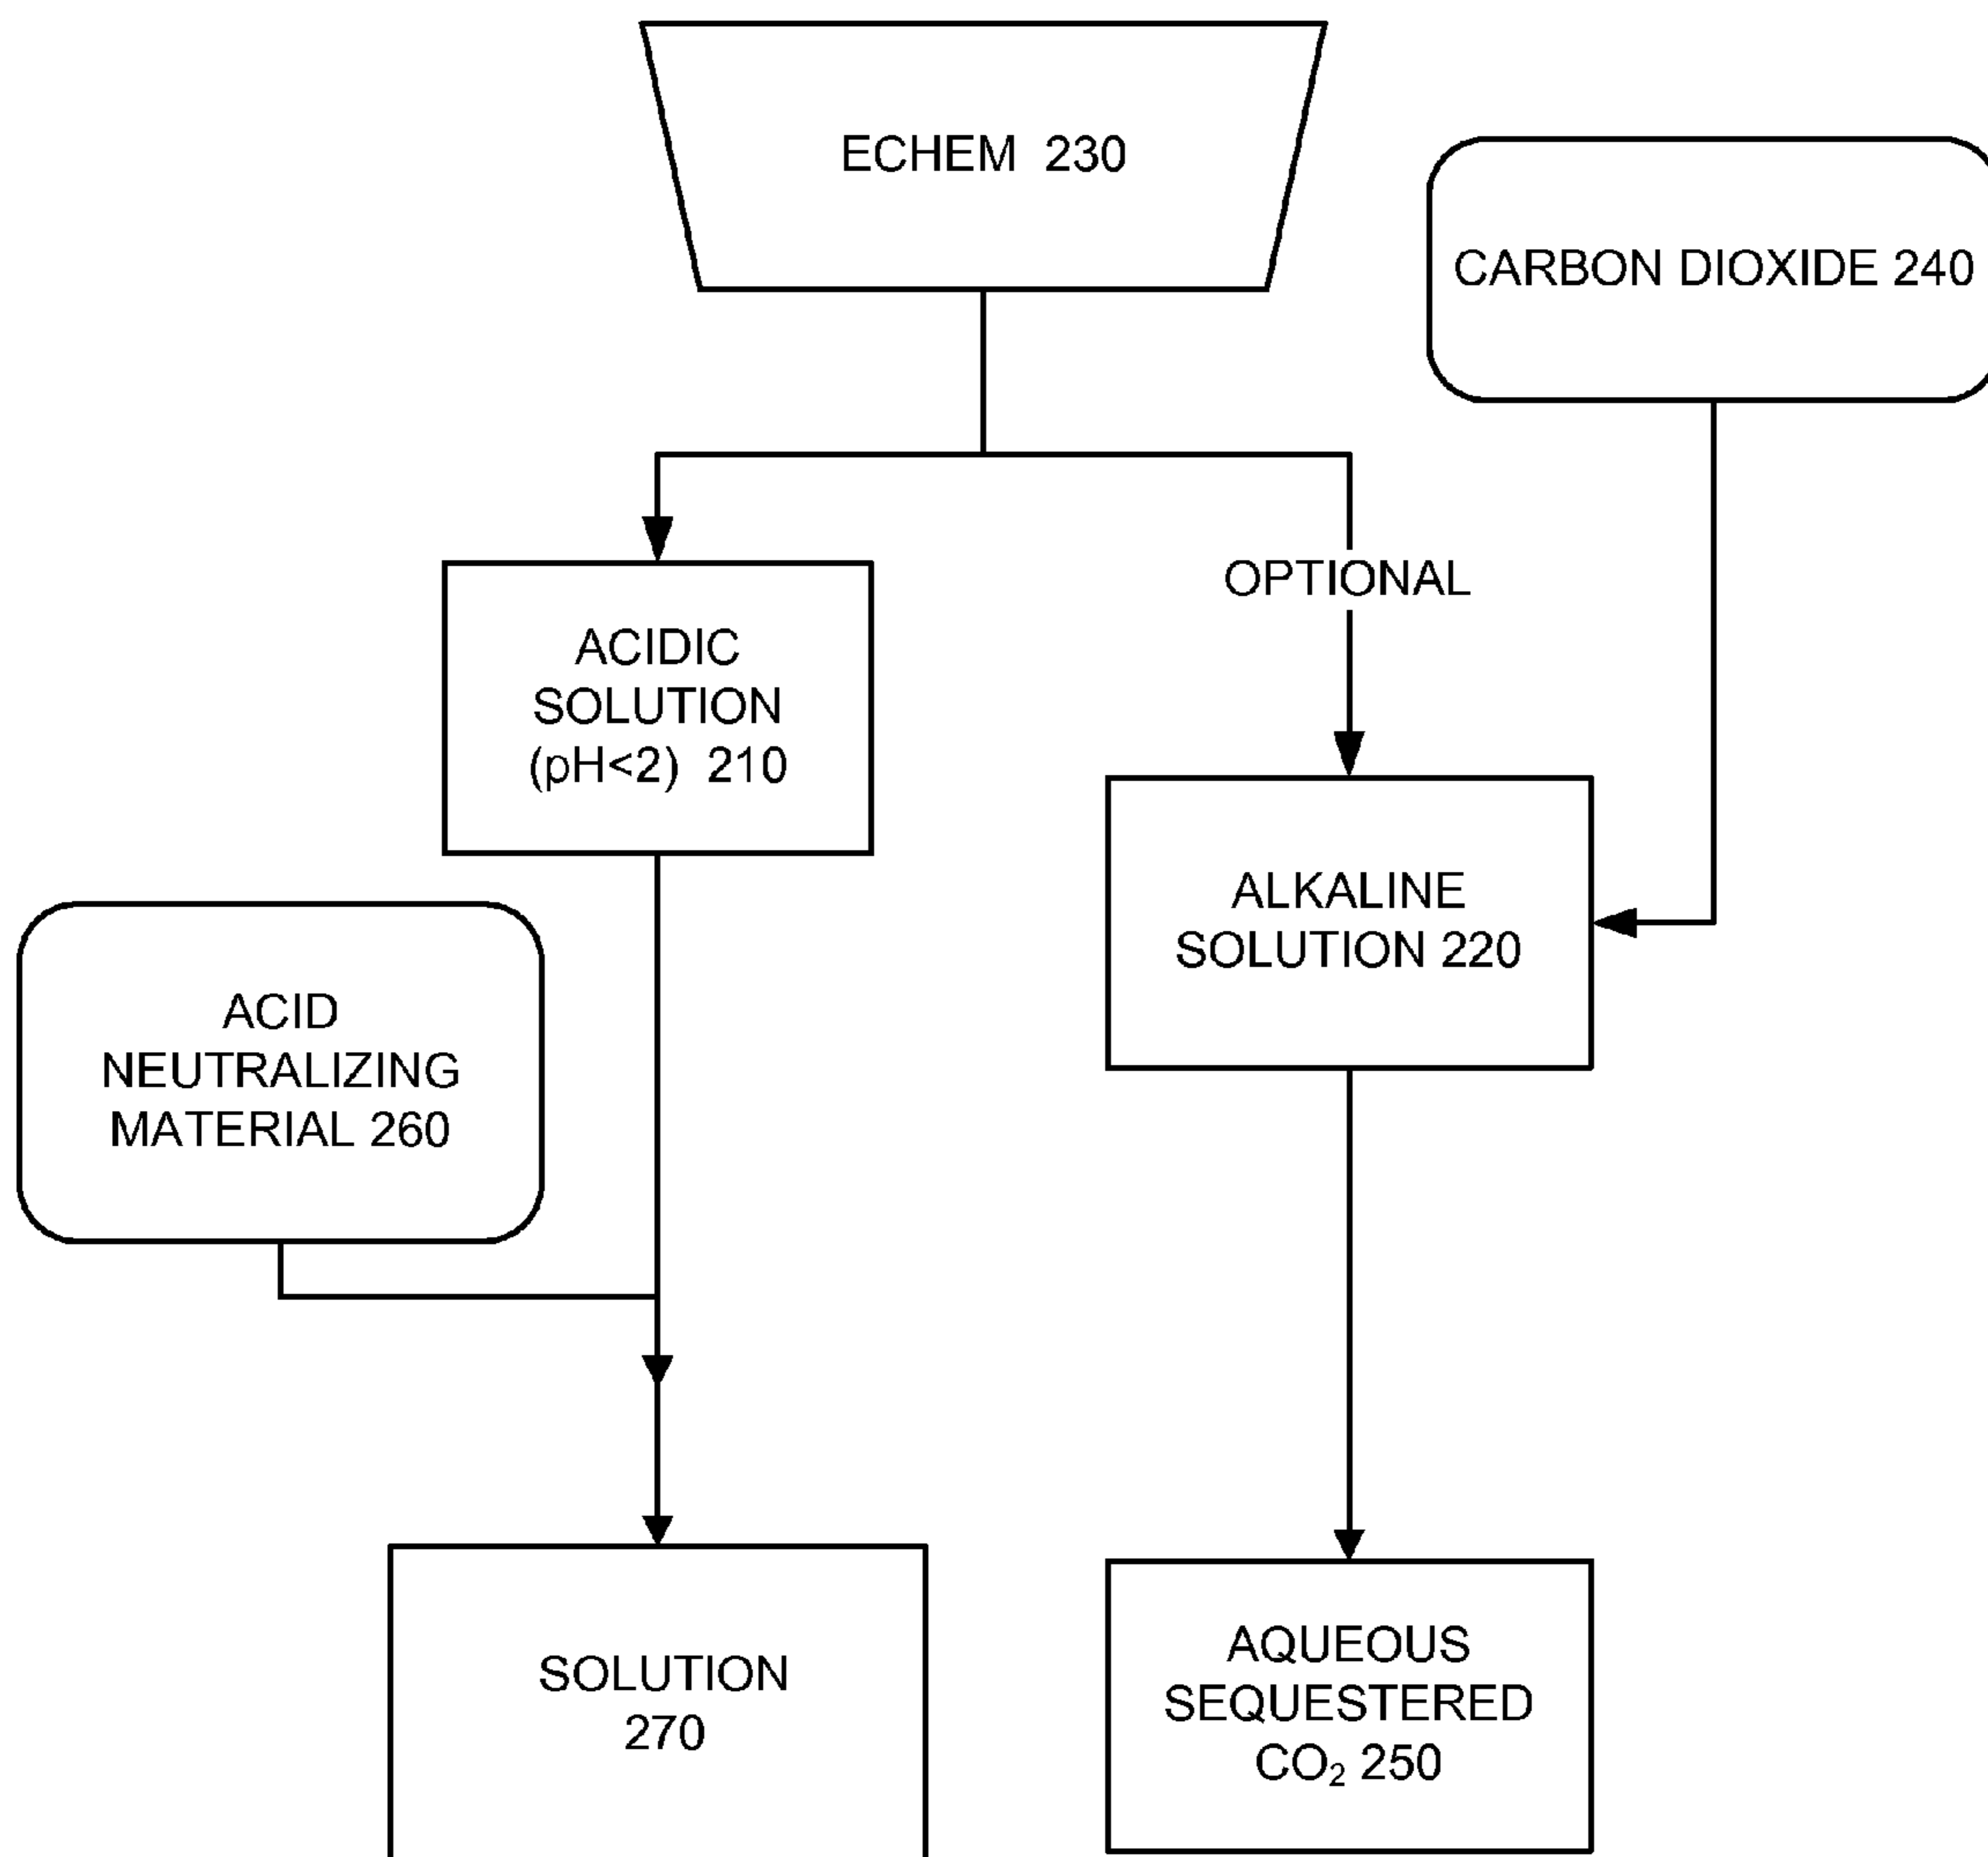 ECHEM 230
CARBON DIOXIDE 240
OPTIONAL
ACIDIC
SOLUTION
(pH<2) 210
ALKALINE
SOLUTION 220
ACID
NEUTRALIZING
MATERIAL 260
SOLUTION
270
AQUEOUS
SEQUESTERED
CO₂ 250